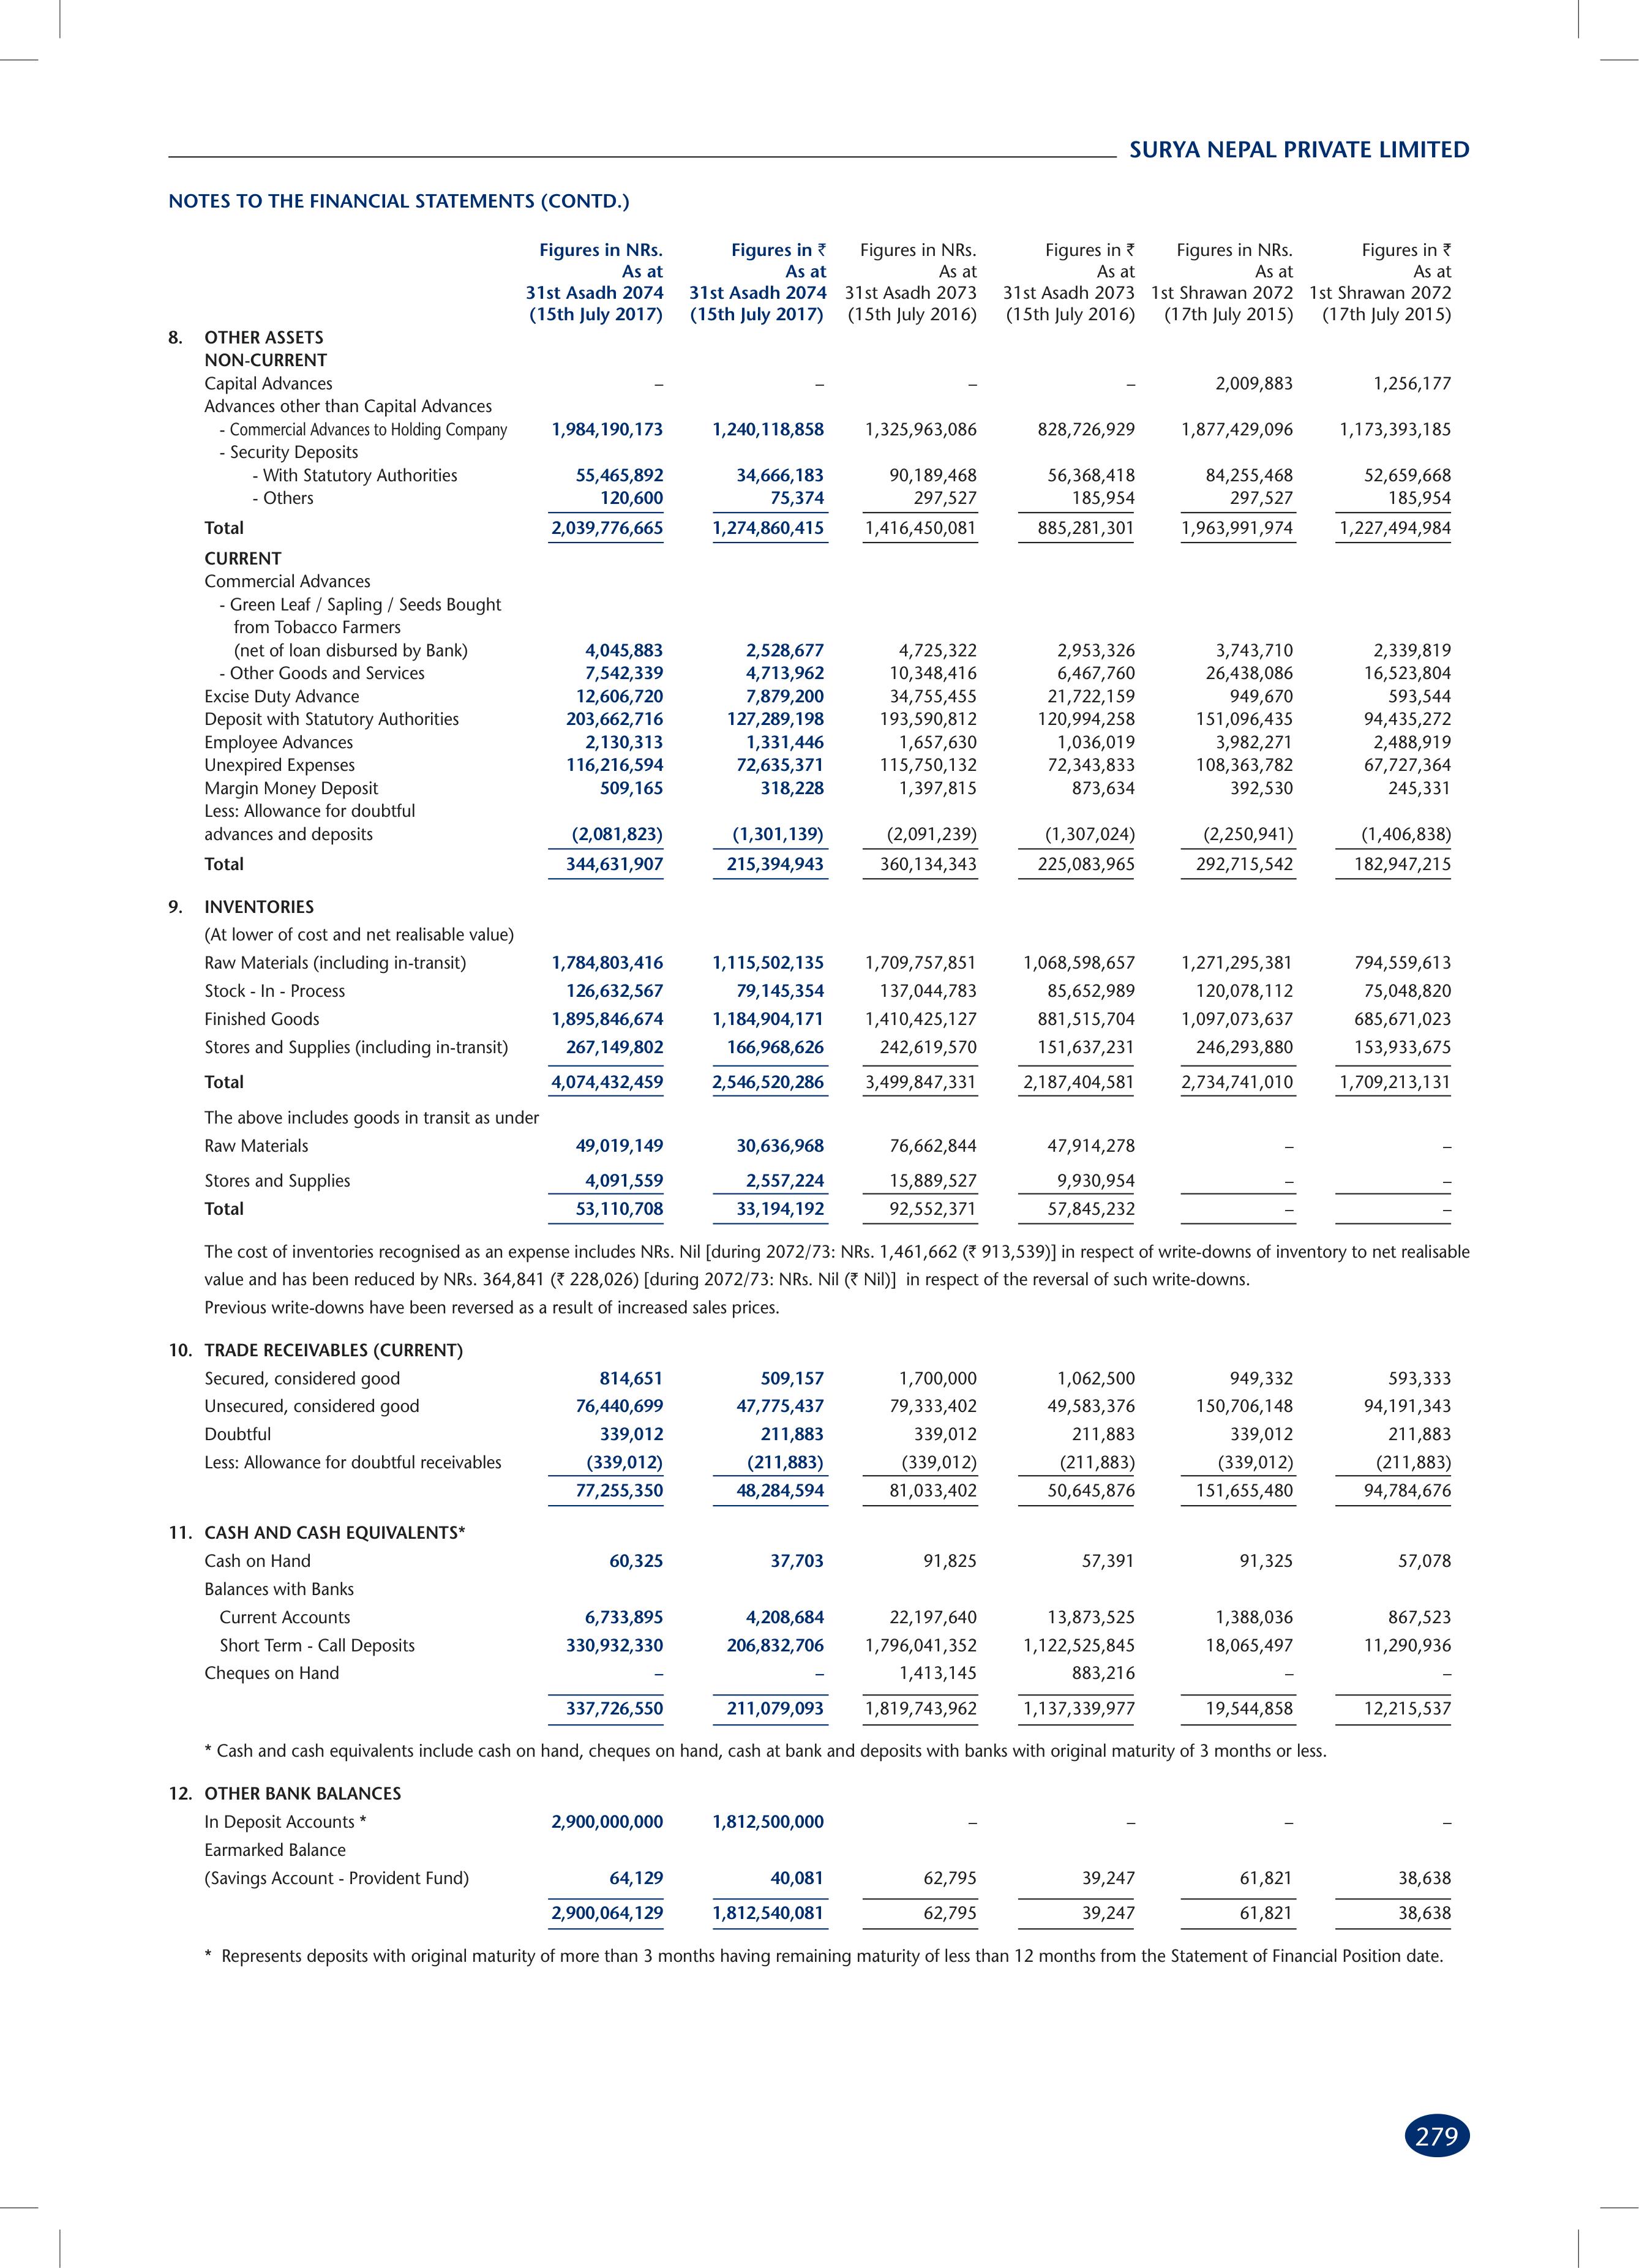 SURYA NEPAL PRIVATE LIMITED
NOTES TO THE FINANCIAL STATEMENTS (CONTD.)
Figures in NRs. Figures in ₹ Figures in NRs. Figures in ₹ Figures in NRs. Figures in ₹
As at As at As at As at As at As at
31st Asadh 2074 31st Asadh 2074 31st Asadh 2073 31st Asadh 2073 1st Shrawan 2072 1st Shrawan 2072
(15th July 2017) (15th July 2017) (15th July 2016) (15th July 2016) (17th July 2015) (17th July 2015)
8. OTHER ASSETS
NON-CURRENT
Capital Advances – – – – 2,009,883 1,256,177
Advances other than Capital Advances
- Commercial Advances to Holding Company 1,984,190,173 1,240,118,858 1,325,963,086 828,726,929 1,877,429,096 1,173,393,185
- Security Deposits
- With Statutory Authorities 55,465,892 34,666,183 90,189,468 56,368,418 84,255,468 52,659,668
- Others 120,600 75,374 297,527 185,954 297,527 185,954
Total 2,039,776,665 1,274,860,415 1,416,450,081 885,281,301 1,963,991,974 1,227,494,984
CURRENT
Commercial Advances
- Green Leaf / Sapling / Seeds Bought
from Tobacco Farmers
(net of loan disbursed by Bank) 4,045,883 2,528,677 4,725,322 2,953,326 3,743,710 2,339,819
- Other Goods and Services 7,542,339 4,713,962 10,348,416 6,467,760 26,438,086 16,523,804
Excise Duty Advance 12,606,720 7,879,200 34,755,455 21,722,159 949,670 593,544
Deposit with Statutory Authorities 203,662,716 127,289,198 193,590,812 120,994,258 151,096,435 94,435,272
Employee Advances 2,130,313 1,331,446 1,657,630 1,036,019 3,982,271 2,488,919
Unexpired Expenses 116,216,594 72,635,371 115,750,132 72,343,833 108,363,782 67,727,364
Margin Money Deposit 509,165 318,228 1,397,815 873,634 392,530 245,331
Less: Allowance for doubtful
advances and deposits (2,081,823) (1,301,139) (2,091,239) (1,307,024) (2,250,941) (1,406,838)
Total 344,631,907 215,394,943 360,134,343 225,083,965 292,715,542 182,947,215
9. INVENTORIES
(At lower of cost and net realisable value)
Raw Materials (including in-transit) 1,784,803,416 1,115,502,135 1,709,757,851 1,068,598,657 1,271,295,381 794,559,613
Stock - In - Process 126,632,567 79,145,354 137,044,783 85,652,989 120,078,112 75,048,820
Finished Goods 1,895,846,674 1,184,904,171 1,410,425,127 881,515,704 1,097,073,637 685,671,023
Stores and Supplies (including in-transit) 267,149,802 166,968,626 242,619,570 151,637,231 246,293,880 153,933,675
Total 4,074,432,459 2,546,520,286 3,499,847,331 2,187,404,581 2,734,741,010 1,709,213,131
The above includes goods in transit as under
Raw Materials 49,019,149 30,636,968 76,662,844 47,914,278 – –
Stores and Supplies 4,091,559 2,557,224 15,889,527 9,930,954 – –
Total 53,110,708 33,194,192 92,552,371 57,845,232 – –
The cost of inventories recognised as an expense includes NRs. Nil [during 2072/73: NRs. 1,461,662 (₹ 913,539)] in respect of write-downs of inventory to net realisable
value and has been reduced by NRs. 364,841 (₹ 228,026) [during 2072/73: NRs. Nil (₹ Nil)] in respect of the reversal of such write-downs.
Previous write-downs have been reversed as a result of increased sales prices.
10. TRADE RECEIVABLES (CURRENT)
Secured, considered good 814,651 509,157 1,700,000 1,062,500 949,332 593,333
Unsecured, considered good 76,440,699 47,775,437 79,333,402 49,583,376 150,706,148 94,191,343
Doubtful 339,012 211,883 339,012 211,883 339,012 211,883
Less: Allowance for doubtful receivables (339,012) (211,883) (339,012) (211,883) (339,012) (211,883)
77,255,350 48,284,594 81,033,402 50,645,876 151,655,480 94,784,676
11. CASH AND CASH EQUIVALENTS*
Cash on Hand 60,325 37,703 91,825 57,391 91,325 57,078
Balances with Banks
Current Accounts 6,733,895 4,208,684 22,197,640 13,873,525 1,388,036 867,523
Short Term - Call Deposits 330,932,330 206,832,706 1,796,041,352 1,122,525,845 18,065,497 11,290,936
Cheques on Hand – – 1,413,145 883,216 – –
337,726,550 211,079,093 1,819,743,962 1,137,339,977 19,544,858 12,215,537
* Cash and cash equivalents include cash on hand, cheques on hand, cash at bank and deposits with banks with original maturity of 3 months or less.
12. OTHER BANK BALANCES
In Deposit Accounts * 2,900,000,000 1,812,500,000 – – – –
Earmarked Balance
(Savings Account - Provident Fund) 64,129 40,081 62,795 39,247 61,821 38,638
2,900,064,129 1,812,540,081 62,795 39,247 61,821 38,638
* Represents deposits with original maturity of more than 3 months having remaining maturity of less than 12 months from the Statement of Financial Position date.
279